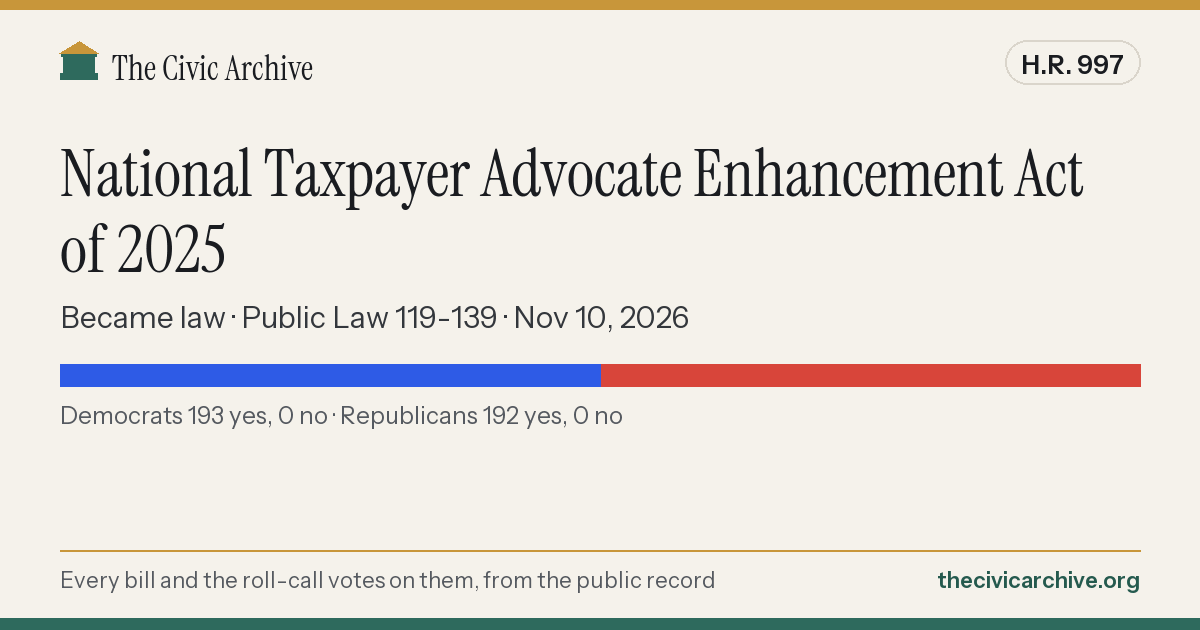 The Civic Archive
H.R. 997
National Taxpayer Advocate Enhancement Act
of 2025
Became law · Public Law 119-139 · Nov 10, 2026
Democrats 193 yes, 0 no · Republicans 192 yes, 0 no
Every bill and the roll-call votes on them, from the public record
thecivicarchive.org